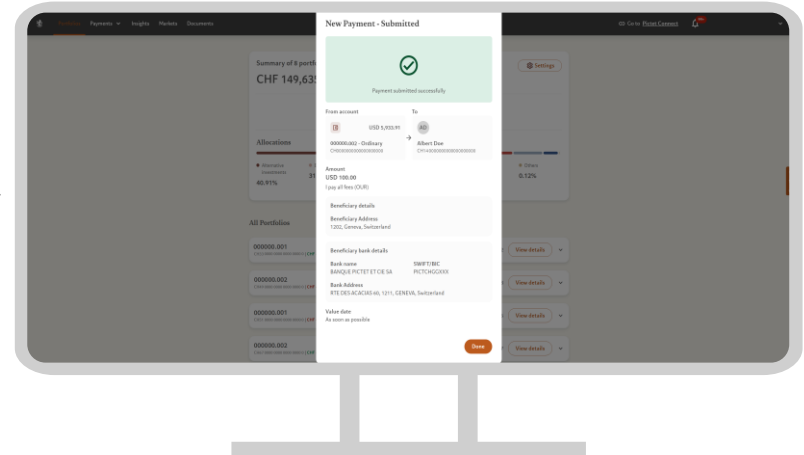 Payments
Insights
Markets
Documents
Go to Pictet Connect
New Payment - Submitted
Payment submitted successfully
Summary of 8 portf
CHF 149,635
Settings
From account
To
USD 5,933.91
AD
000000.002 - Ordinary
Albert Doe
Amount
USD 100.00
I pay all fees (OUR)
Allocations
Alternative
investments
40.91%
31
Others
0.12%
Beneficiary details
Beneficiary Address
1202, Geneva, Switzerland
All Portfolios
Beneficiary bank details
Bank name
SWIFT/BIC
BANQUE PICTET ET CIE SA
PICTCHGGXXX
Bank Address
RTE DES ACACIAS 60, 1211, GENEVA, Switzerland
Value date
As soon as possible
Done
000000.001
View details
000000.002
View details
000000.001
View details
000000.002
View details